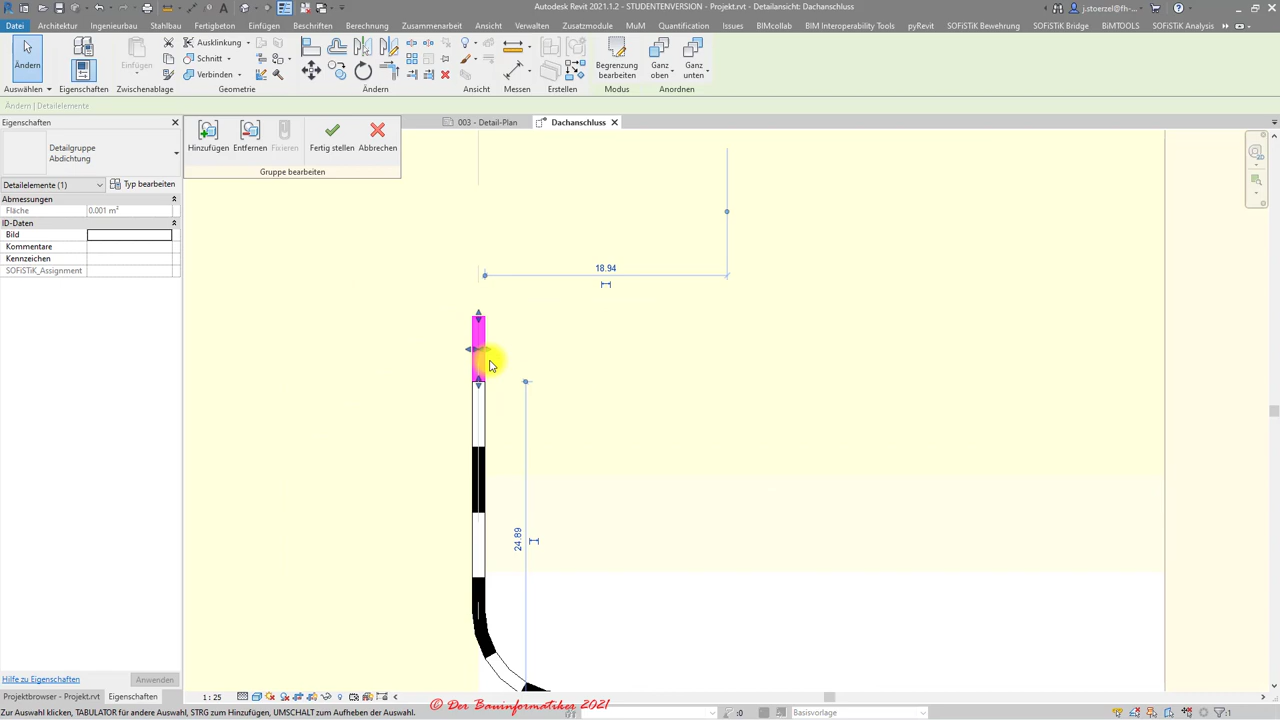 Autodesk Revit 2021.1.2 - STUDENTENVERSION - Projekt.rvt - Detailansicht: Dachanschluss
j.stoerzel@fh-...
Datei Architektur Ingenieurbau Stahlbau Fertigbeton Einfügen Beschriften Berechnung Körpermodell & Grundstück Zusammenarbeit Ansicht Verwalten Zusatzmodule MuM Quantification Issues BIMcollab BIM Interoperability Tools pyRevit SOFiSTiK Bewehrung BiMTOOLS SOFiSTiK Bridge SOFiSTiK Analysis
Ändern
Einfügen
Ausklinkung
Schnitt
Verbinden
Begrenzung bearbeiten
Ganz oben
Ganz unten
Auswählen Eigenschaften Zwischenablage Geometrie Ändern Ansicht Messen Erstellen Modus Anordnen
Ändern | Detailelemente
Eigenschaften
003 - Detail-Plan
Dachanschluss
Detailgruppe
Abdichtung
Hinzufügen Entfernen Fixieren Fertig stellen Abbrechen
Gruppe bearbeiten
Detailelemente (1)
Typ bearbeiten
Abmessungen
Fläche 0.001 m²
ID-Daten
Bild
Kommentare
Kennzeichen
SOFiSTiK_Assignment
18.94
24.89
Hilfe zu Eigenschaften
Anwenden
Projektbrowser - Projekt.rvt
Eigenschaften
1 : 25
Zur Auswahl klicken, TABULATOR für andere Auswahl, STRG zum Hinzufügen, UMSCHALT zum Aufheben der Auswahl.
© Der Bauinformatiker 2021
:0
Basisvorlage
:1